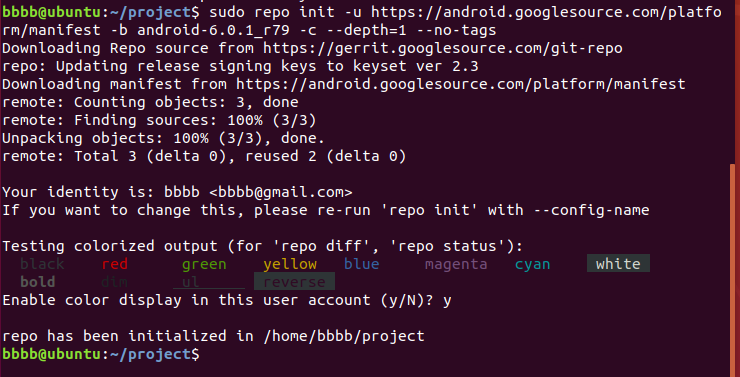 bbbb@ubuntu:~/project$ sudo repo init -u https://android.googlesource.com/platfo
rm/manifest -b android-6.0.1_r79 -c --depth=1 --no-tags
Downloading Repo source from https://gerrit.googlesource.com/git-repo
repo: Updating release signing keys to keyset ver 2.3
Downloading manifest from https://android.googlesource.com/platform/manifest
remote: Counting objects: 3, done
remote: Finding sources: 100% (3/3)
Unpacking objects: 100% (3/3), done.
remote: Total 3 (delta 0), reused 2 (delta 0)
Your identity is: bbbb <bbbb@gmail.com>
If you want to change this, please re-run 'repo init' with --config-name
Testing colorized output (for 'repo diff', 'repo status'):
black red green yellow blue magenta cyan white
bold dim ul reverse
Enable color display in this user account (y/N)? y
repo has been initialized in /home/bbbb/project
bbbb@ubuntu:~/project$